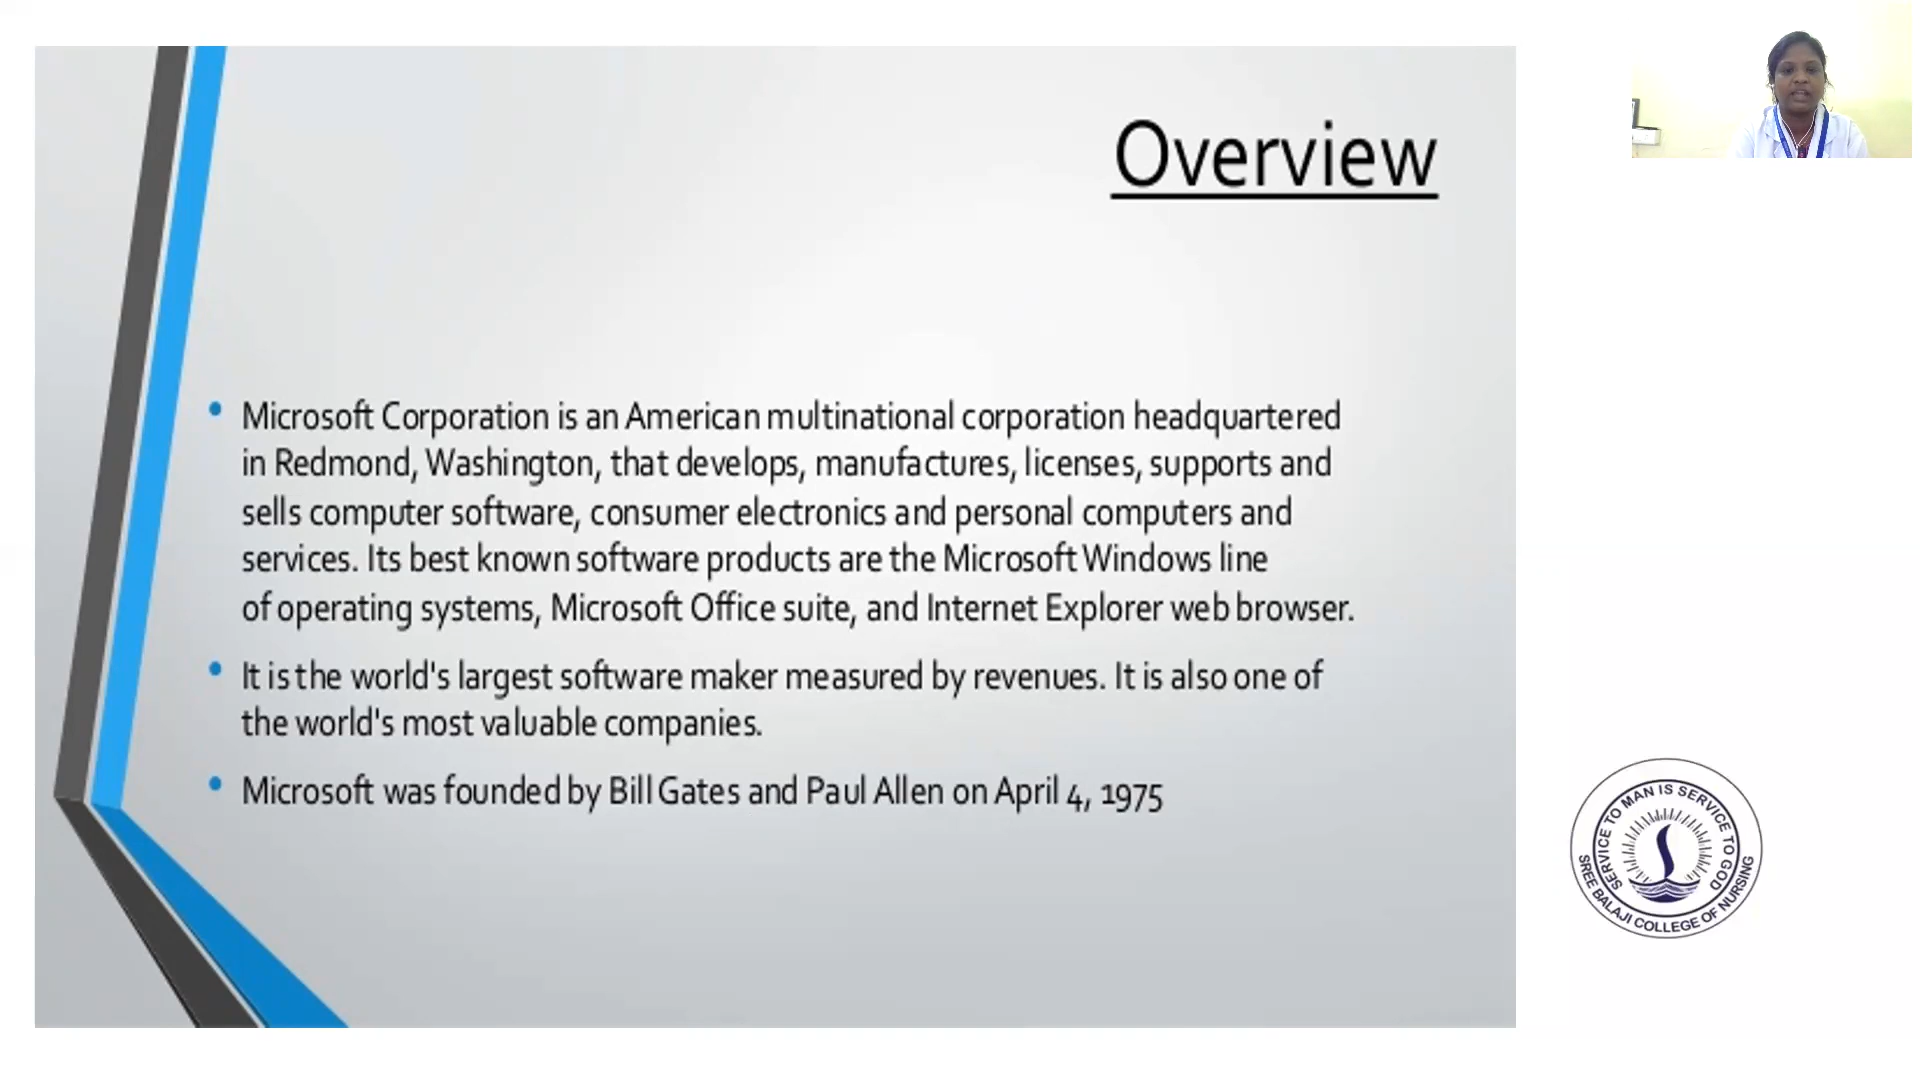 Overview
• Microsoft Corporation is an American multinational corporation headquartered
in Redmond, Washington, that develops, manufactures, licenses, supports and
sells computer software, consumer electronics and personal computers and
services. Its best known software products are the Microsoft Windows line
of operating systems, Microsoft Office suite, and Internet Explorer web browser.
• It is the world's largest software maker measured by revenues. It is also one of
the world's most valuable companies.
• Microsoft was founded by Bill Gates and Paul Allen on April 4, 1975
SERVICE TO MAN IS SERVICE TO GOD
SREE BALAJI COLLEGE OF NURSING